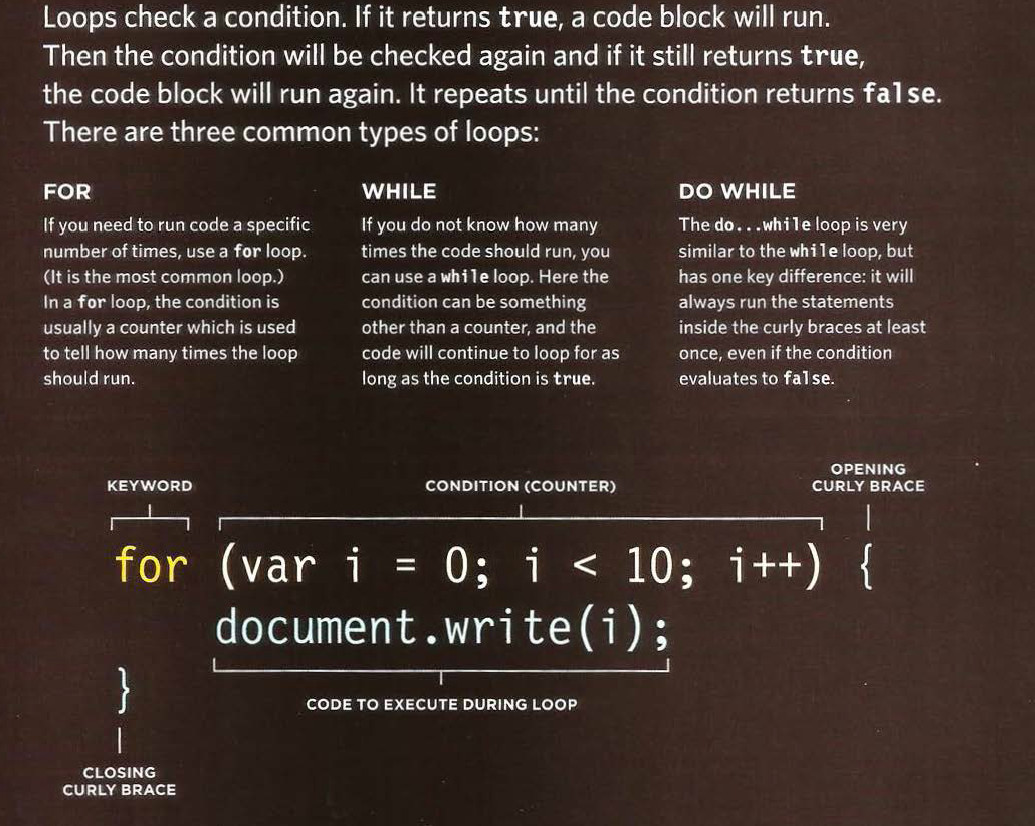 Loops check a condition. If it returns true, a code block will run.
Then the condition will be checked again and if it still returns true,
the code block will run again. It repeats until the condition returns false.
There are three common types of loops:
FOR
If you need to run code a specific
number of times, use a for loop.
(It is the most common loop.)
In a for loop, the condition is
usually a counter which is used
to tell how many times the loop
should run.
WHILE
If you do not know how many
times the code should run, you
can use a while loop. Here the
condition can be something
other than a counter, and the
code will continue to loop for as
long as the condition is true.
DO WHILE
The do...while loop is very
similar to the while loop, but
has one key difference: it will
always run the statements
inside the curly braces at least
once, even if the condition
evaluates to false.
KEYWORD
CONDITION (COUNTER)
OPENING
CURLY BRACE
for (var i = 0; i < 10; i++) {
document.write(i);
}
CODE TO EXECUTE DURING LOOP
CLOSING
CURLY BRACE